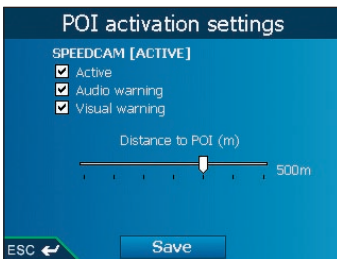 POI activation settings
SPEEDCAM [ACTIVE]
Active
Audio warning
Visual warning
Distance to POI (m)
500m
ESC
Save